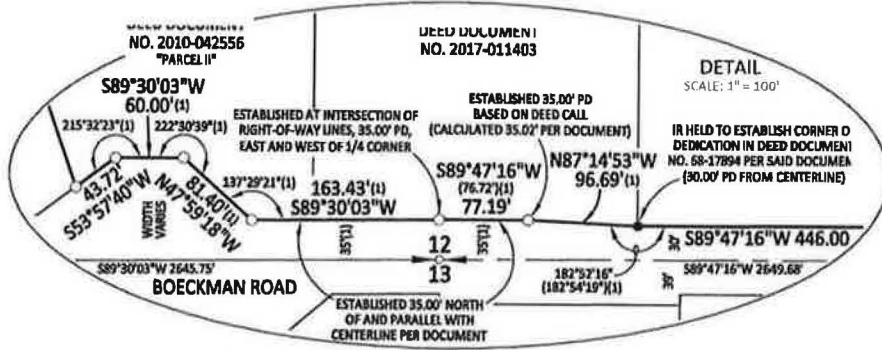 DEED DOCUMENT
NO. 2010-042556
"PARCEL II"
DEED DOCUMENT
NO. 2017-011403
DETAIL
SCALE: 1" = 100'
S89°30'03"W
60.00'(1)
215°32'23"(1)
222°30'39"(1)
ESTABLISHED AT INTERSECTION OF
RIGHT-OF-WAY LINES, 35.00' PD,
EAST AND WEST OF 1/4 CORNER
ESTABLISHED 35.00' PD
BASED ON DEED CALL
(CALCULATED 35.02' PER DOCUMENT)
IR HELD TO ESTABLISH CORNER O
DEDICATION IN DEED DOCUMEN
NO. 68-17894 PER SAID DOCUMEN
(30.00' PD FROM CENTERLINE)
43.72'
S53°57'40"W
WIDTH
VARIES
81.40'(1)
N47°59'18"W
137°29'21"(1)
163.43'(1)
S89°30'03"W
S89°47'16"W
(76.72')(1)
77.19'
N87°14'53"W
96.69'(1)
35'(1)
12
13
35'(1)
30'
S89°47'16"W 446.00
S89°30'03"W 2645.75'
BOECKMAN ROAD
182°52'16"
(182°54'19")(1)
39'
S89°47'16"W 2649.68'
ESTABLISHED 35.00' NORTH
OF AND PARALLEL WITH
CENTERLINE PER DOCUMENT